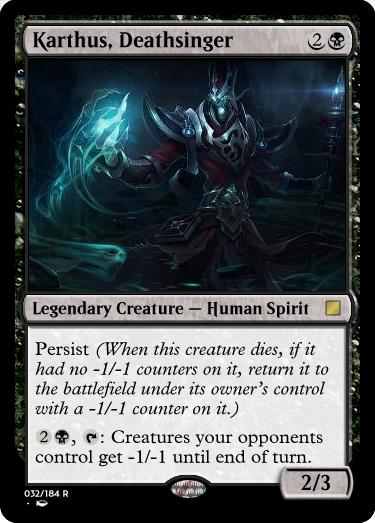 Karthus, Deathsinger 2
Legendary Creature — Human Spirit
Persist (When this creature dies, if it
had no -1/-1 counters on it, return it to
the battlefield under its owner's control
with a -1/-1 counter on it.)
2, : Creatures your opponents
control get -1/-1 until end of turn.
2/3
032/184 R